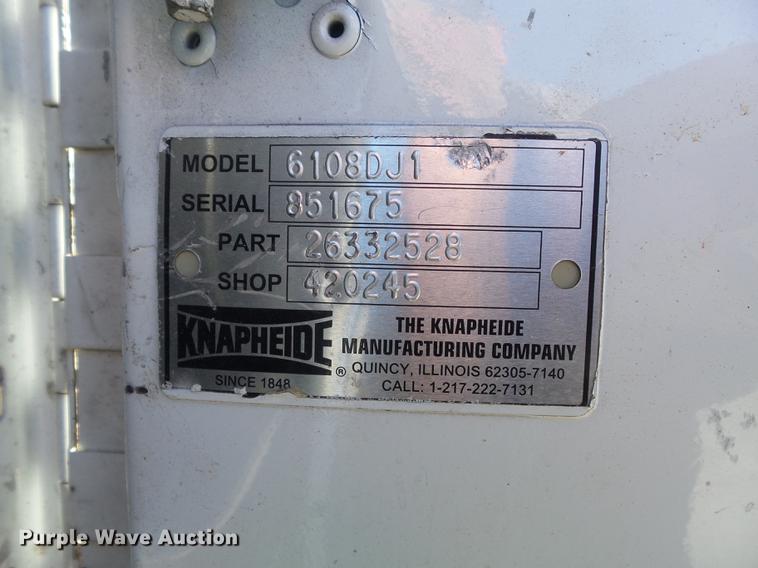 MODEL 6108DJ1
SERIAL 851675
PART 26332528
SHOP 420245
KNAPHEIDE ®
SINCE 1848
THE KNAPHEIDE
MANUFACTURING COMPANY
QUINCY, ILLINOIS 62305-7140
CALL: 1-217-222-7131
Purple Wave Auction